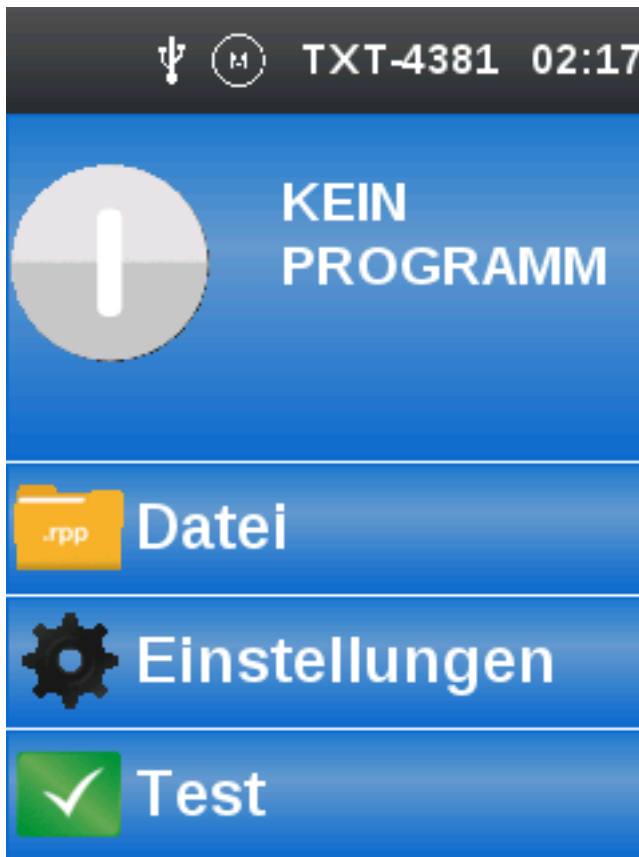 M TXT-4381 02:17
KEIN
PROGRAMM
.rpp Datei
Einstellungen
Test